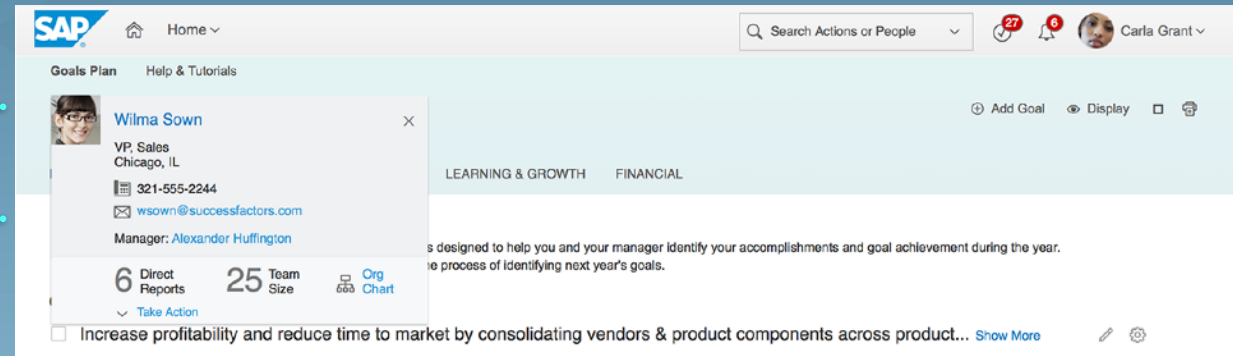 SAP
Home
Search Actions or People
27
6
Carla Grant
Goals Plan Help & Tutorials
Wilma Sown
Add Goal Display
VP, Sales
Chicago, IL
LEARNING & GROWTH FINANCIAL
321-555-2244
wsown@successfactors.com
Manager: Alexander Huffington
s designed to help you and your manager identify your accomplishments and goal achievement during the year.
e process of identifying next year's goals.
6 Direct Reports 25 Team Size Org Chart
Take Action
Increase profitability and reduce time to market by consolidating vendors & product components across product... Show More